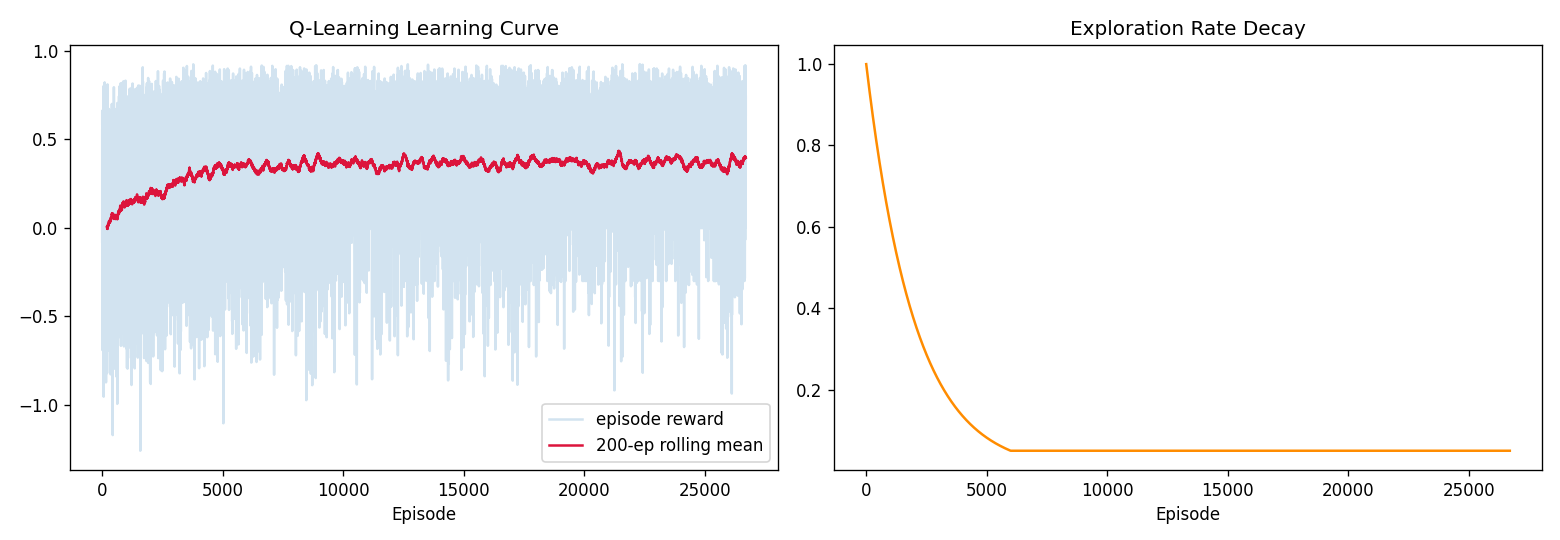 Q-Learning Learning Curve
1.0
0.5
0.0
−0.5
−1.0
0 5000 10000 15000 20000 25000
Episode
episode reward
200-ep rolling mean
Exploration Rate Decay
1.0
0.8
0.6
0.4
0.2
0 5000 10000 15000 20000 25000
Episode